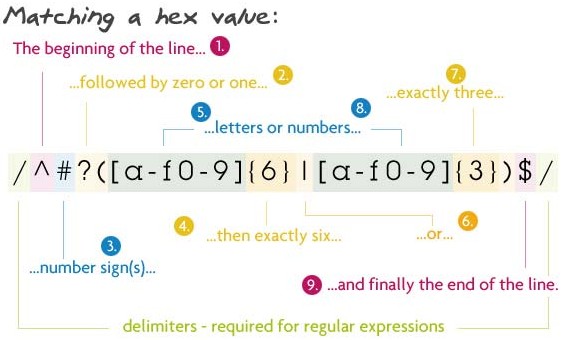 Matching a hex value:
The beginning of the line... 1.
...followed by zero or one... 2.
7.
...exactly three...
5.
8.
...letters or numbers...
/^#?([a-f0-9]{6}|[a-f0-9]{3})$/
4. ...then exactly six...
6.
...or...
3.
...number sign(s)...
9. ...and finally the end of the line.
delimiters - required for regular expressions